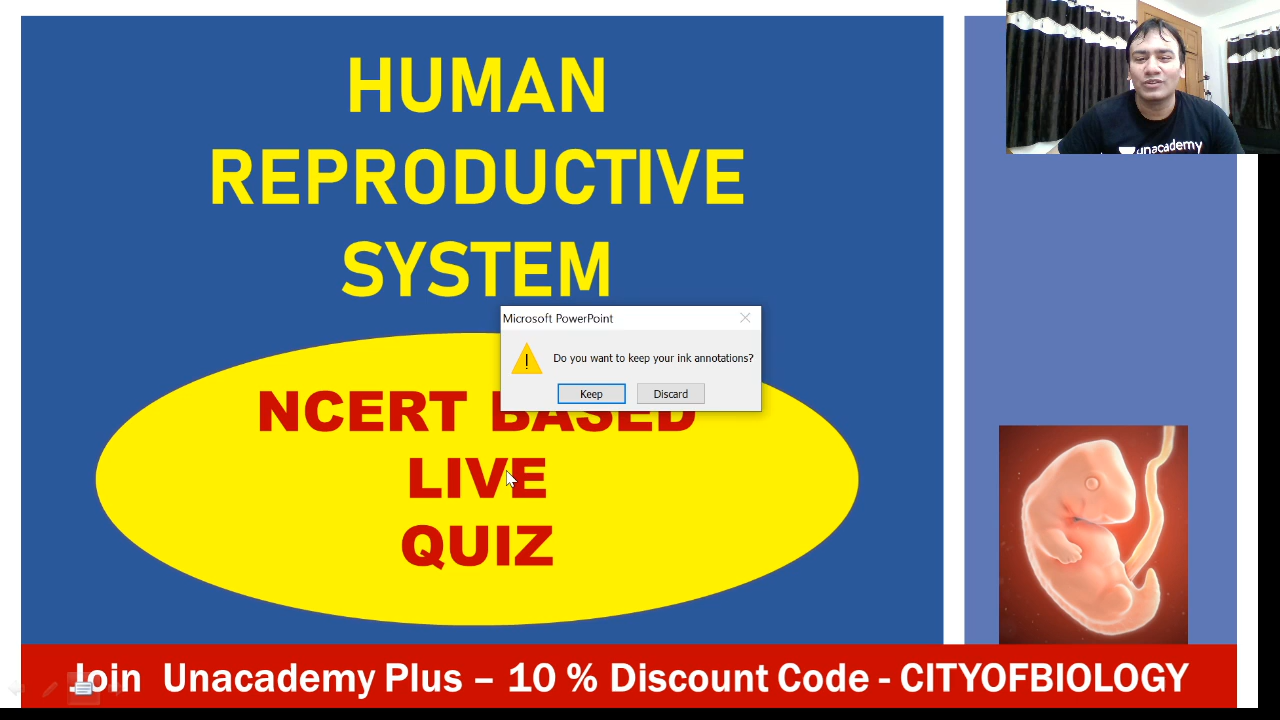 HUMAN
REPRODUCTIVE
SYSTEM
unacademy
Microsoft PowerPoint
Do you want to keep your ink annotations?
Keep
Discard
NCERT BASED
LIVE
QUIZ
Join Unacademy Plus – 10 % Discount Code - CITYOFBIOLOGY